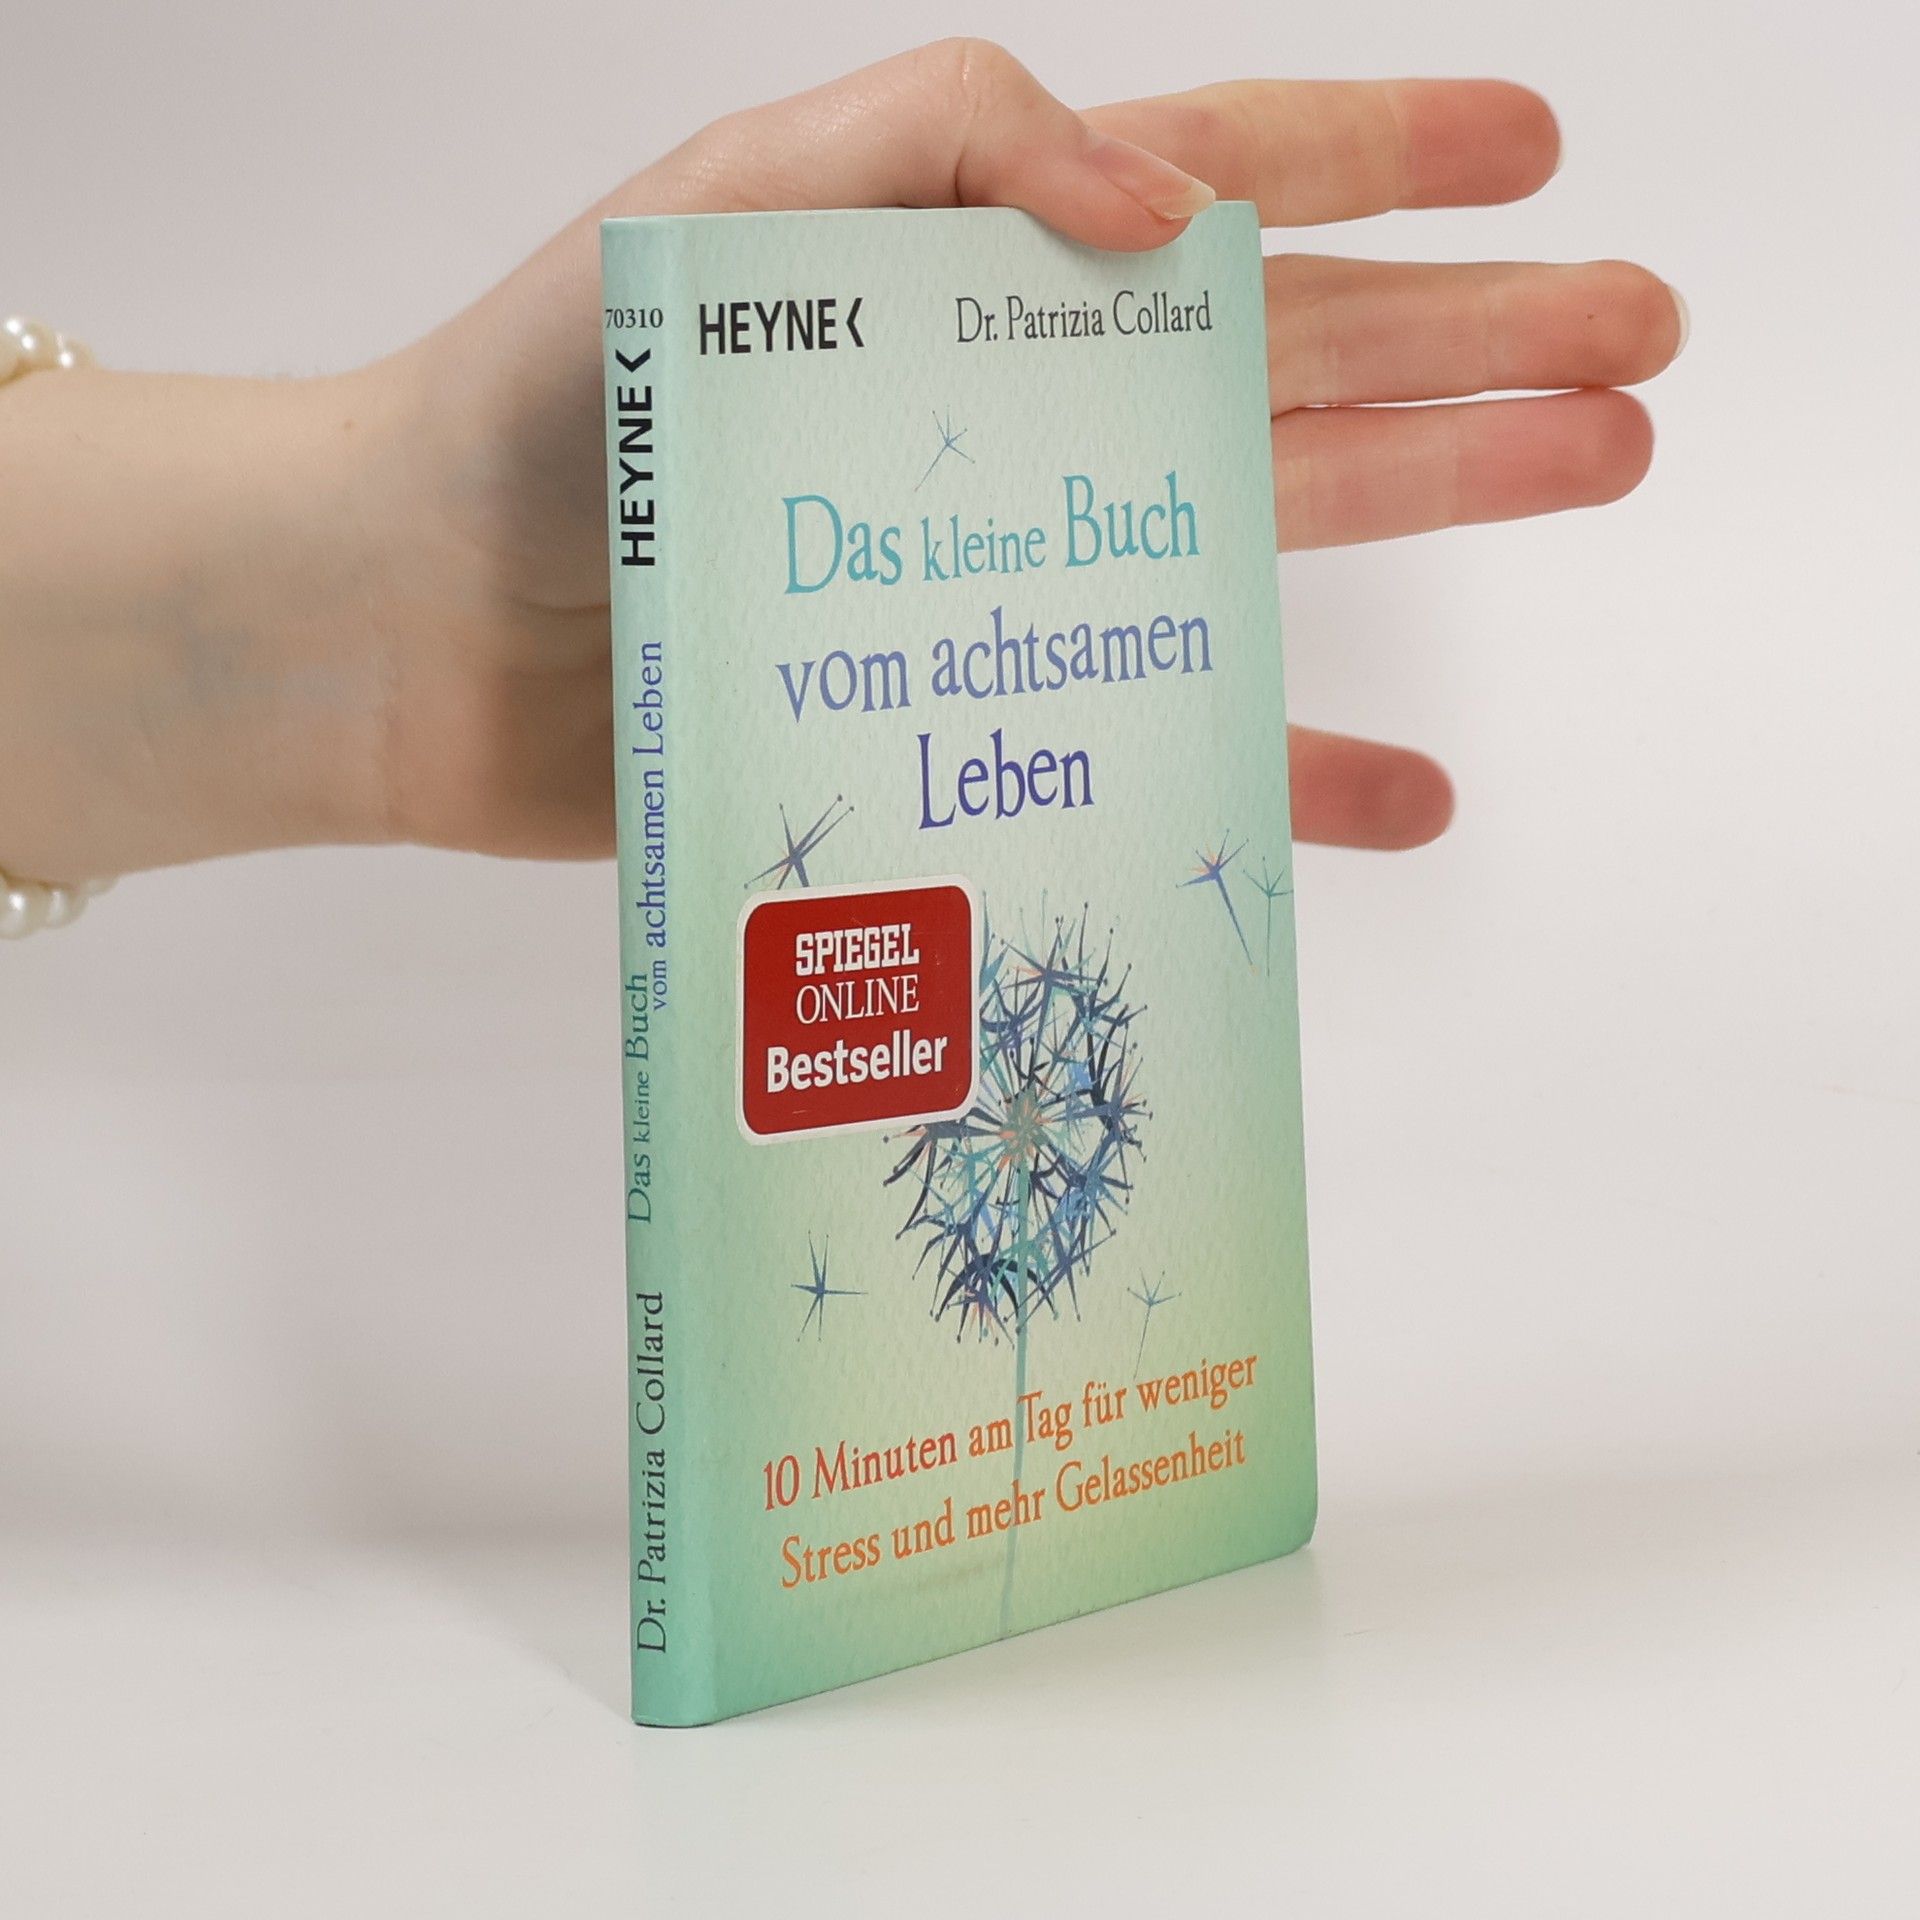 70310
HEYNE
Das kleine Buch
vom achtsamen Leben
Dr. Patrizia Collard
HEYNE
Dr. Patrizia Collard
Das kleine Buch
vom achtsamen
Leben
SPIEGEL
ONLINE
Bestseller
10 Minuten am Tag für weniger
Stress und mehr Gelassenheit